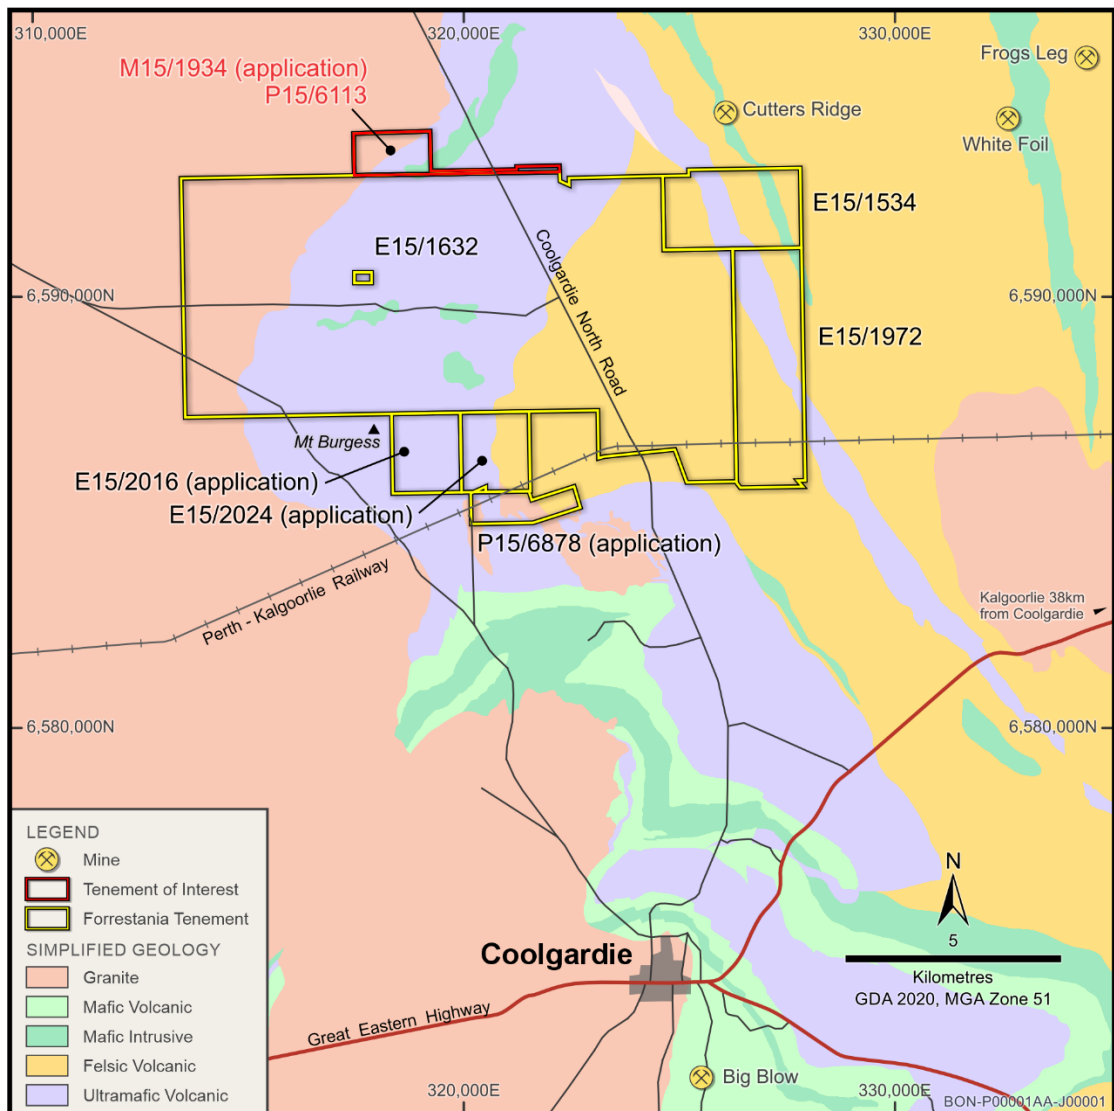 310,000E
320,000E
330,000E
M15/1934 (application)
P15/6113
Frogs Leg
Cutters Ridge
White Foil
E15/1534
E15/1632
Coolgardie North Road
6,590,000N
6,590,000N
E15/1972
Mt Burgess
E15/2016 (application)
E15/2024 (application)
P15/6878 (application)
Perth - Kalgoorlie Railway
Kalgoorlie 38km
from Coolgardie
6,580,000N
6,580,000N
LEGEND
Mine
Tenement of Interest
Forrestania Tenement
SIMPLIFIED GEOLOGY
Granite
Mafic Volcanic
Mafic Intrusive
Felsic Volcanic
Ultramafic Volcanic
N
5
Kilometres
GDA 2020, MGA Zone 51
Coolgardie
Great Eastern Highway
Big Blow
320,000E
330,000E
BON-P00001AA-J00001